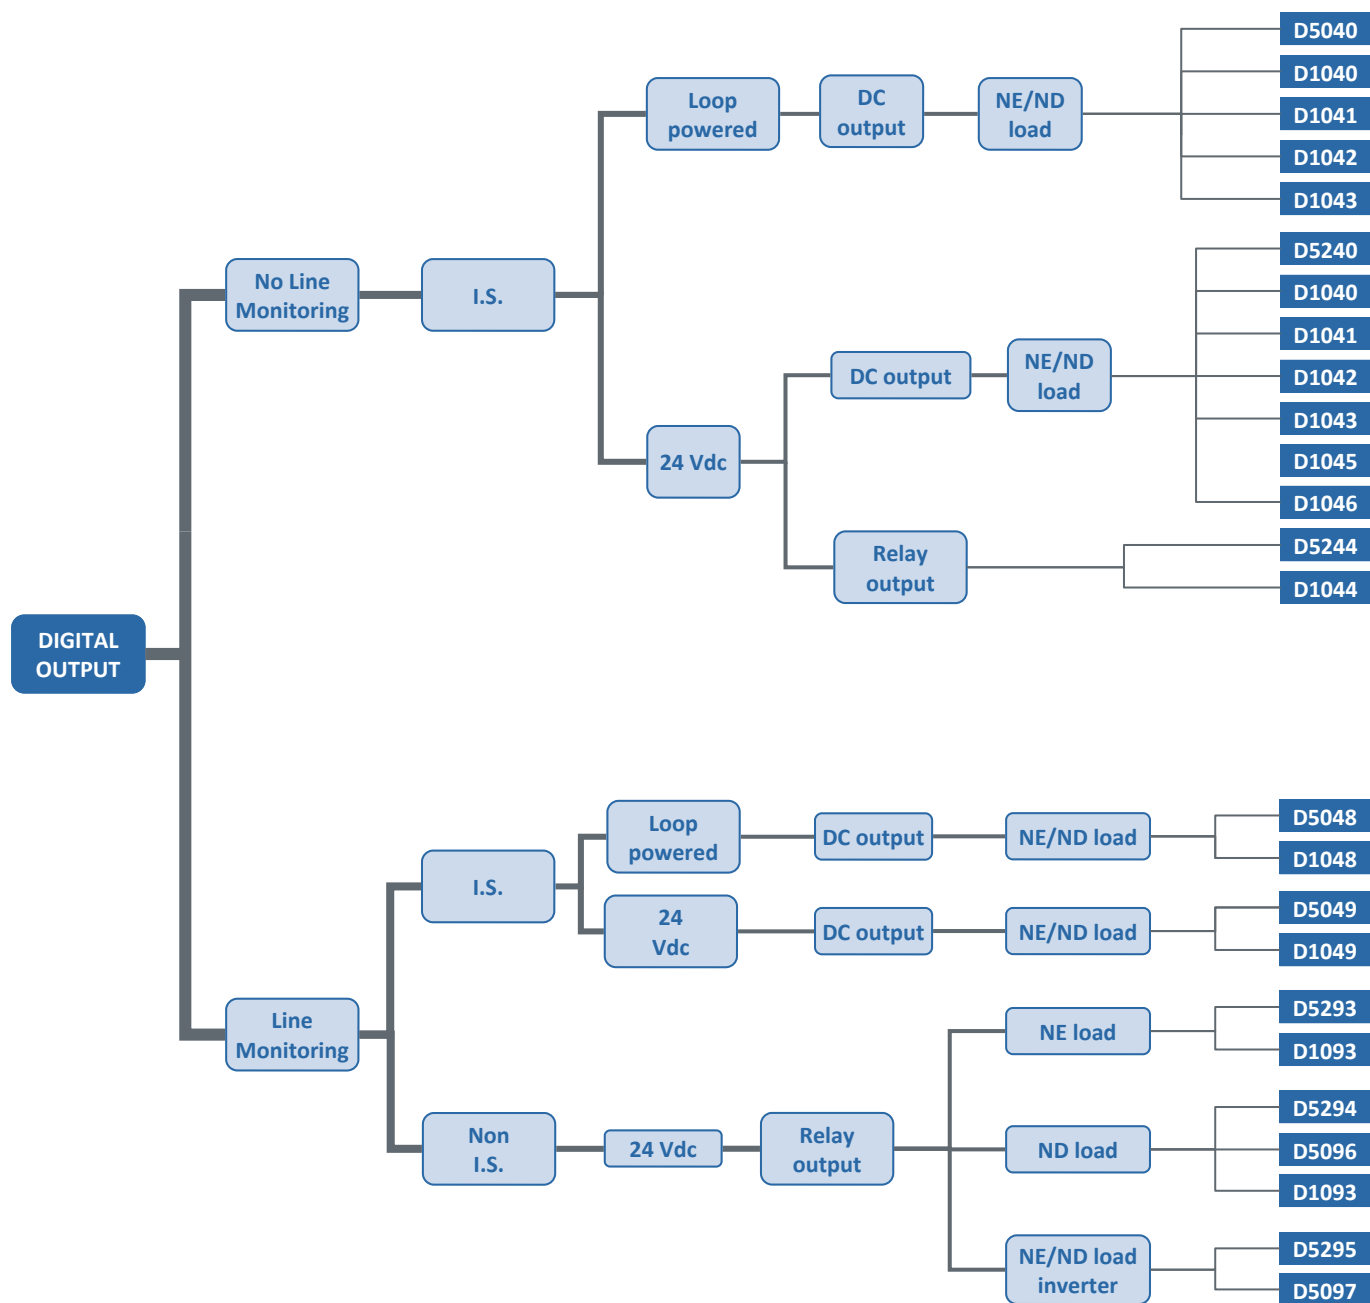 DIGITAL
OUTPUT
No Line
Monitoring
I.S.
Loop
powered
DC
output
NE/ND
load
D5040
D1040
D1041
D1042
D1043
24 Vdc
DC output
NE/ND
load
D5240
D1040
D1041
D1042
D1043
D1045
D1046
Relay
output
D5244
D1044
Line
Monitoring
I.S.
Loop
powered
DC output
NE/ND load
D5048
D1048
24
Vdc
DC output
NE/ND load
D5049
D1049
Non
I.S.
24 Vdc
Relay
output
NE load
D5293
D1093
ND load
D5294
D5096
D1093
NE/ND load
inverter
D5295
D5097